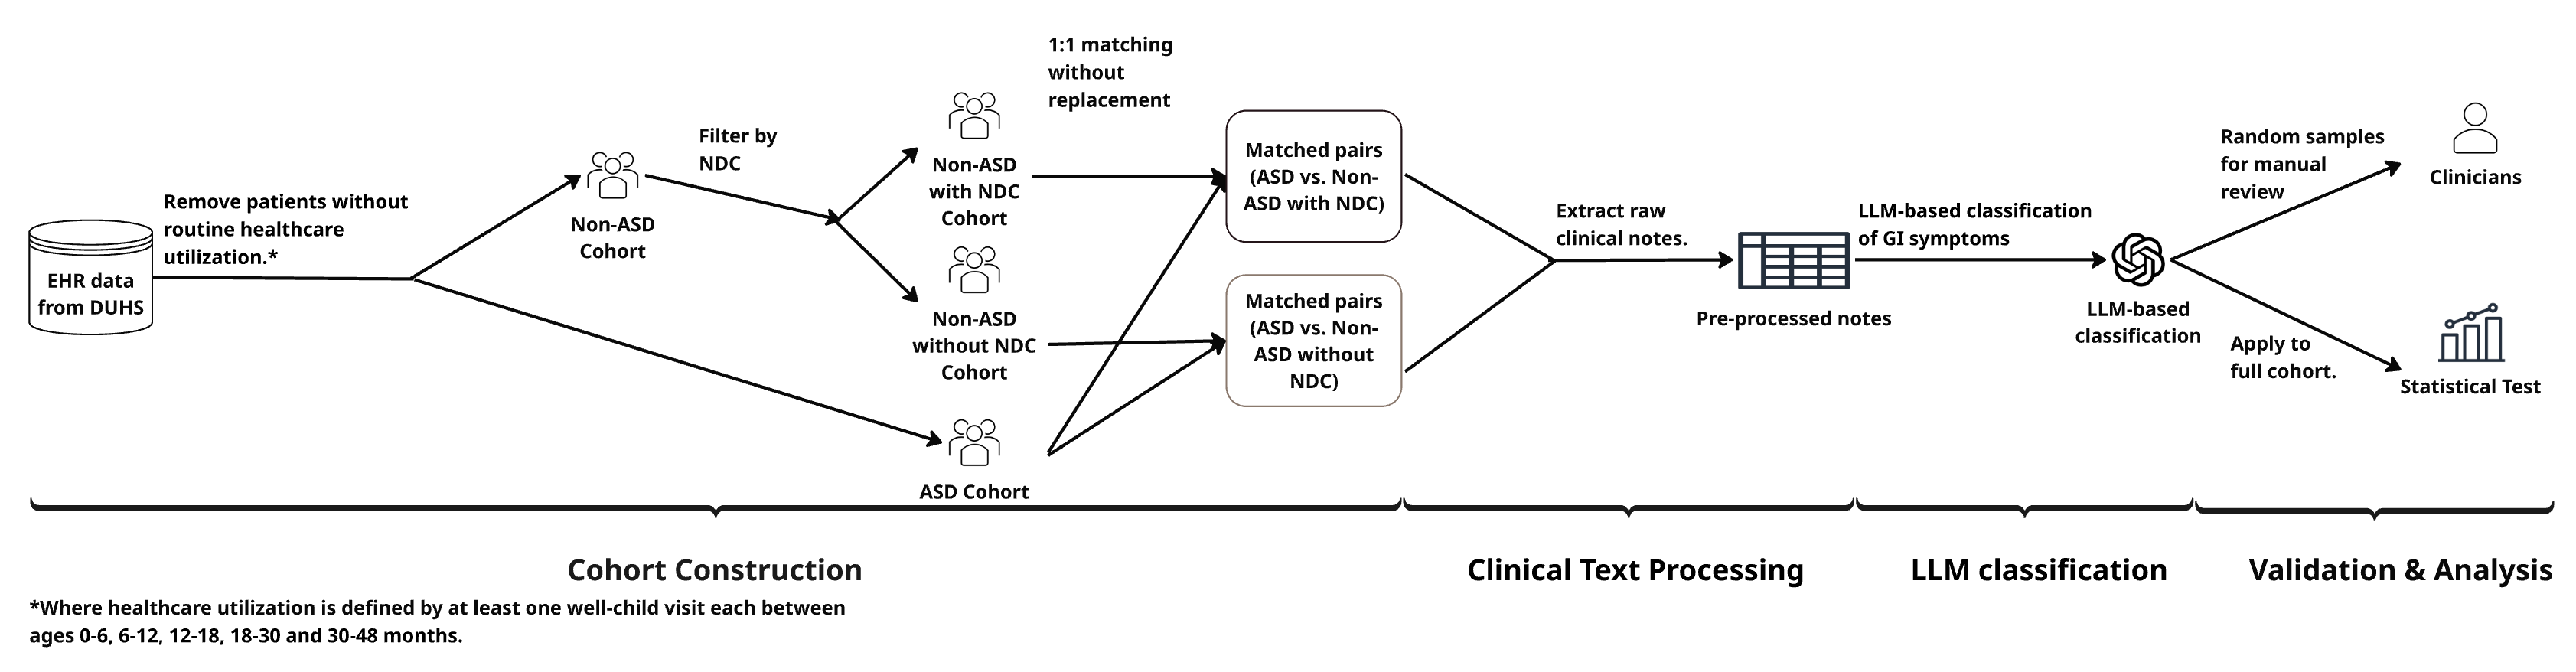 EHR data
from DUHS
Remove patients without
routine healthcare
utilization.*
Non-ASD
Cohort
Filter by
NDC
Non-ASD
with NDC
Cohort
Non-ASD
without NDC
Cohort
ASD Cohort
1:1 matching
without
replacement
Matched pairs
(ASD vs. Non-
ASD with NDC)
Matched pairs
(ASD vs. Non-
ASD without
NDC)
Extract raw
clinical notes.
Pre-processed notes
LLM-based classification
of GI symptoms
LLM-based
classification
Random samples
for manual
review
Clinicians
Apply to
full cohort.
Statistical Test
Cohort Construction
Clinical Text Processing
LLM classification
Validation & Analysis
*Where healthcare utilization is defined by at least one well-child visit each between
ages 0-6, 6-12, 12-18, 18-30 and 30-48 months.